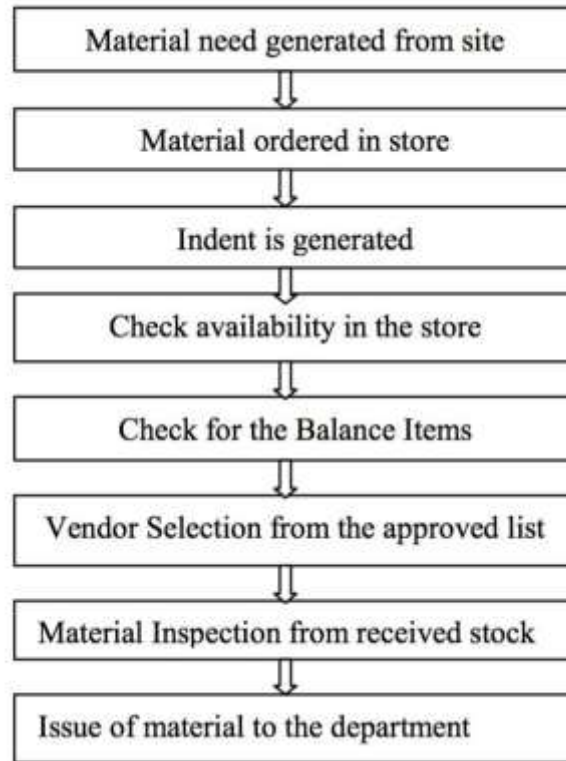 Material need generated from site
Material ordered in store
Indent is generated
Check availability in the store
Check for the Balance Items
Vendor Selection from the approved list
Material Inspection from received stock
Issue of material to the department